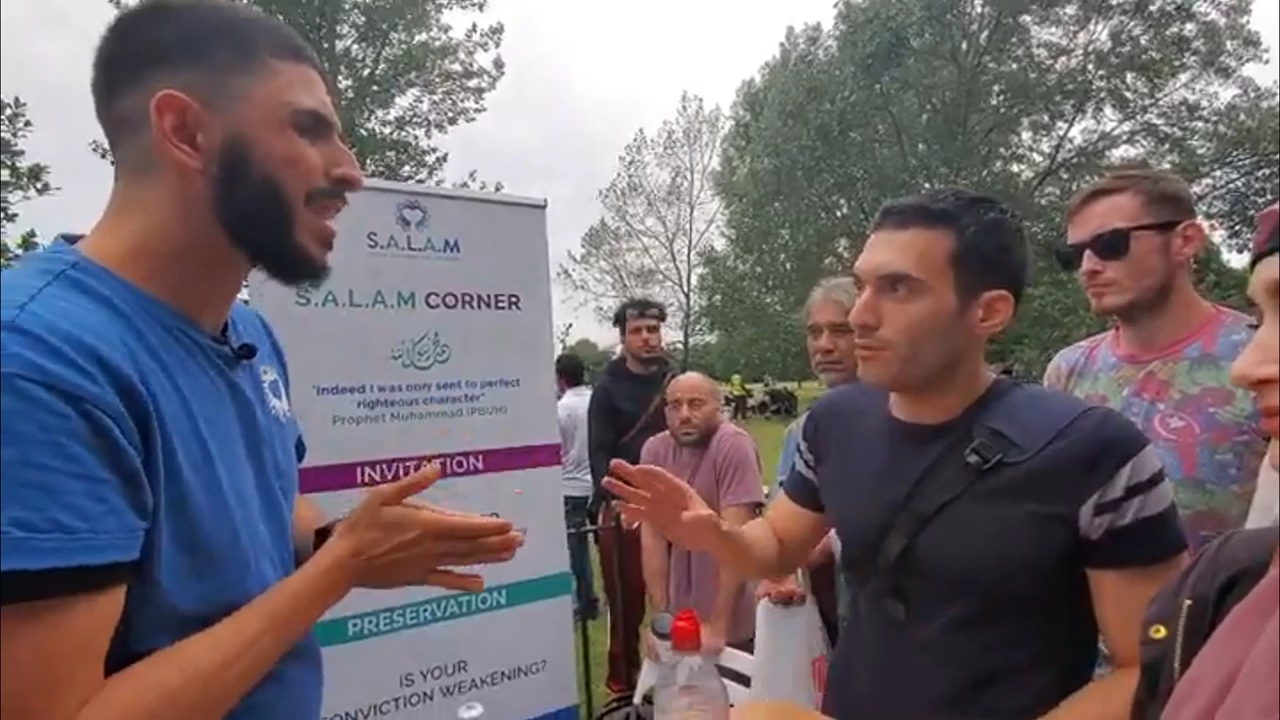 S.A.L.A.M
S.A.L.A.M CORNER
"Indeed I was only sent to perfect
righteous character"
Prophet Muhammad (PBUH)
INVITATION
PRESERVATION
IS YOUR
CONVICTION WEAKENING?